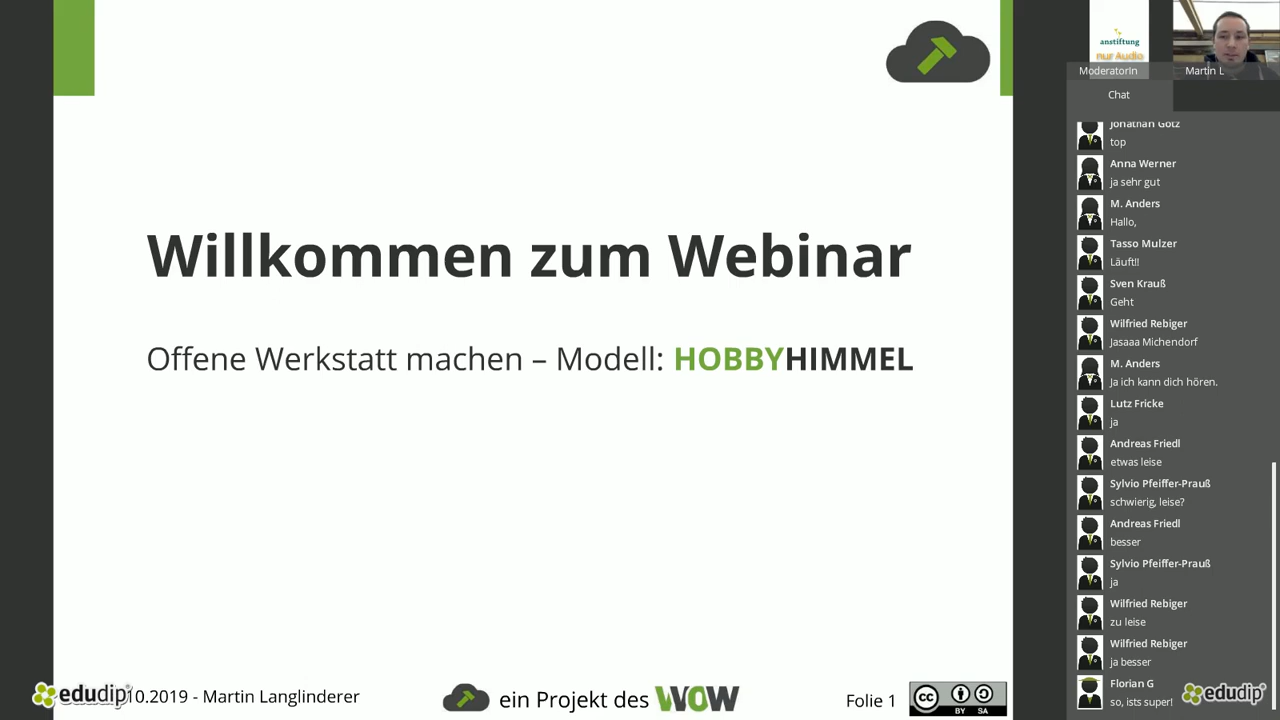 Willkommen zum Webinar
Offene Werkstatt machen – Modell: HOBBYHIMMEL
edudip
10.2019 - Martin Langlinderer
ein Projekt des WOW
Folie 1
cc BY SA
anstiftung
nur Audio
ModeratorIn
Martin L
Chat
Jonathan Götz
top
Anna Werner
ja sehr gut
M. Anders
Hallo,
Tasso Mulzer
Läuft!!
Sven Krauß
Geht
Wilfried Rebiger
Jasaaa Michendorf
M. Anders
Ja ich kann dich hören.
Lutz Fricke
ja
Andreas Friedl
etwas leise
Sylvio Pfeiffer-Prauß
schwierig, leise?
Andreas Friedl
besser
Sylvio Pfeiffer-Prauß
ja
Wilfried Rebiger
zu leise
Wilfried Rebiger
ja besser
Florian G
so, ists super!
edudip